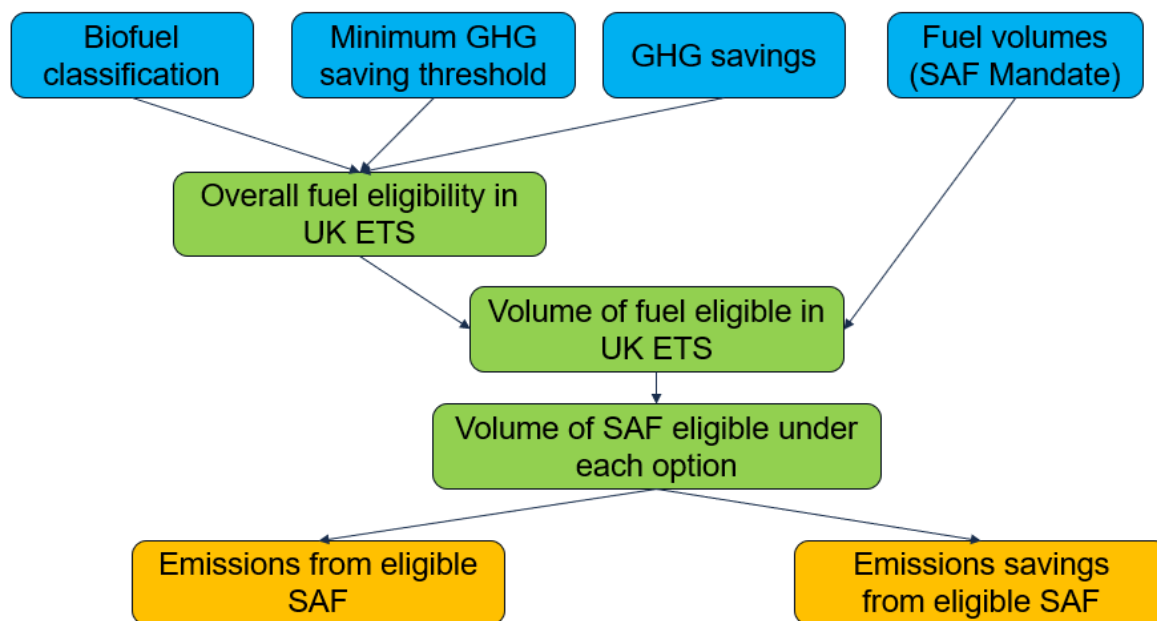 Biofuel
classification
Minimum GHG
saving threshold
GHG savings
Fuel volumes
(SAF Mandate)
Overall fuel eligibility in
UK ETS
Volume of fuel eligible in
UK ETS
Volume of SAF eligible under
each option
Emissions from eligible
SAF
Emissions savings
from eligible SAF